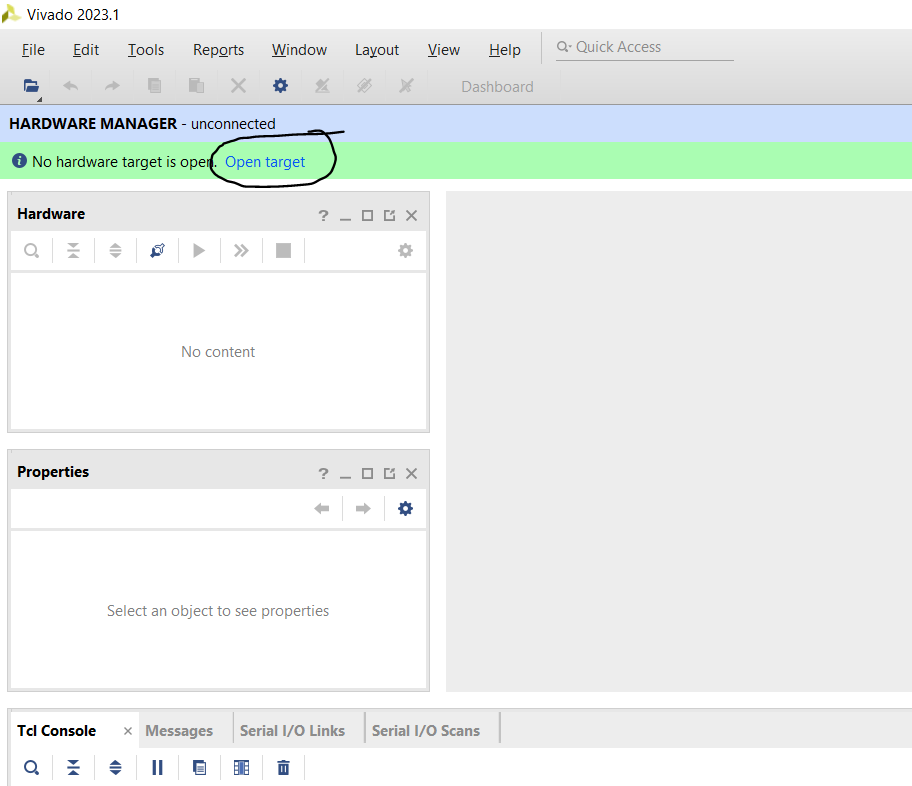 Vivado 2023.1
File Edit Tools Reports Window Layout View Help Quick Access
Dashboard
HARDWARE MANAGER - unconnected
No hardware target is open. Open target
Hardware
No content
Properties
Select an object to see properties
Tcl Console Messages Serial I/O Links Serial I/O Scans